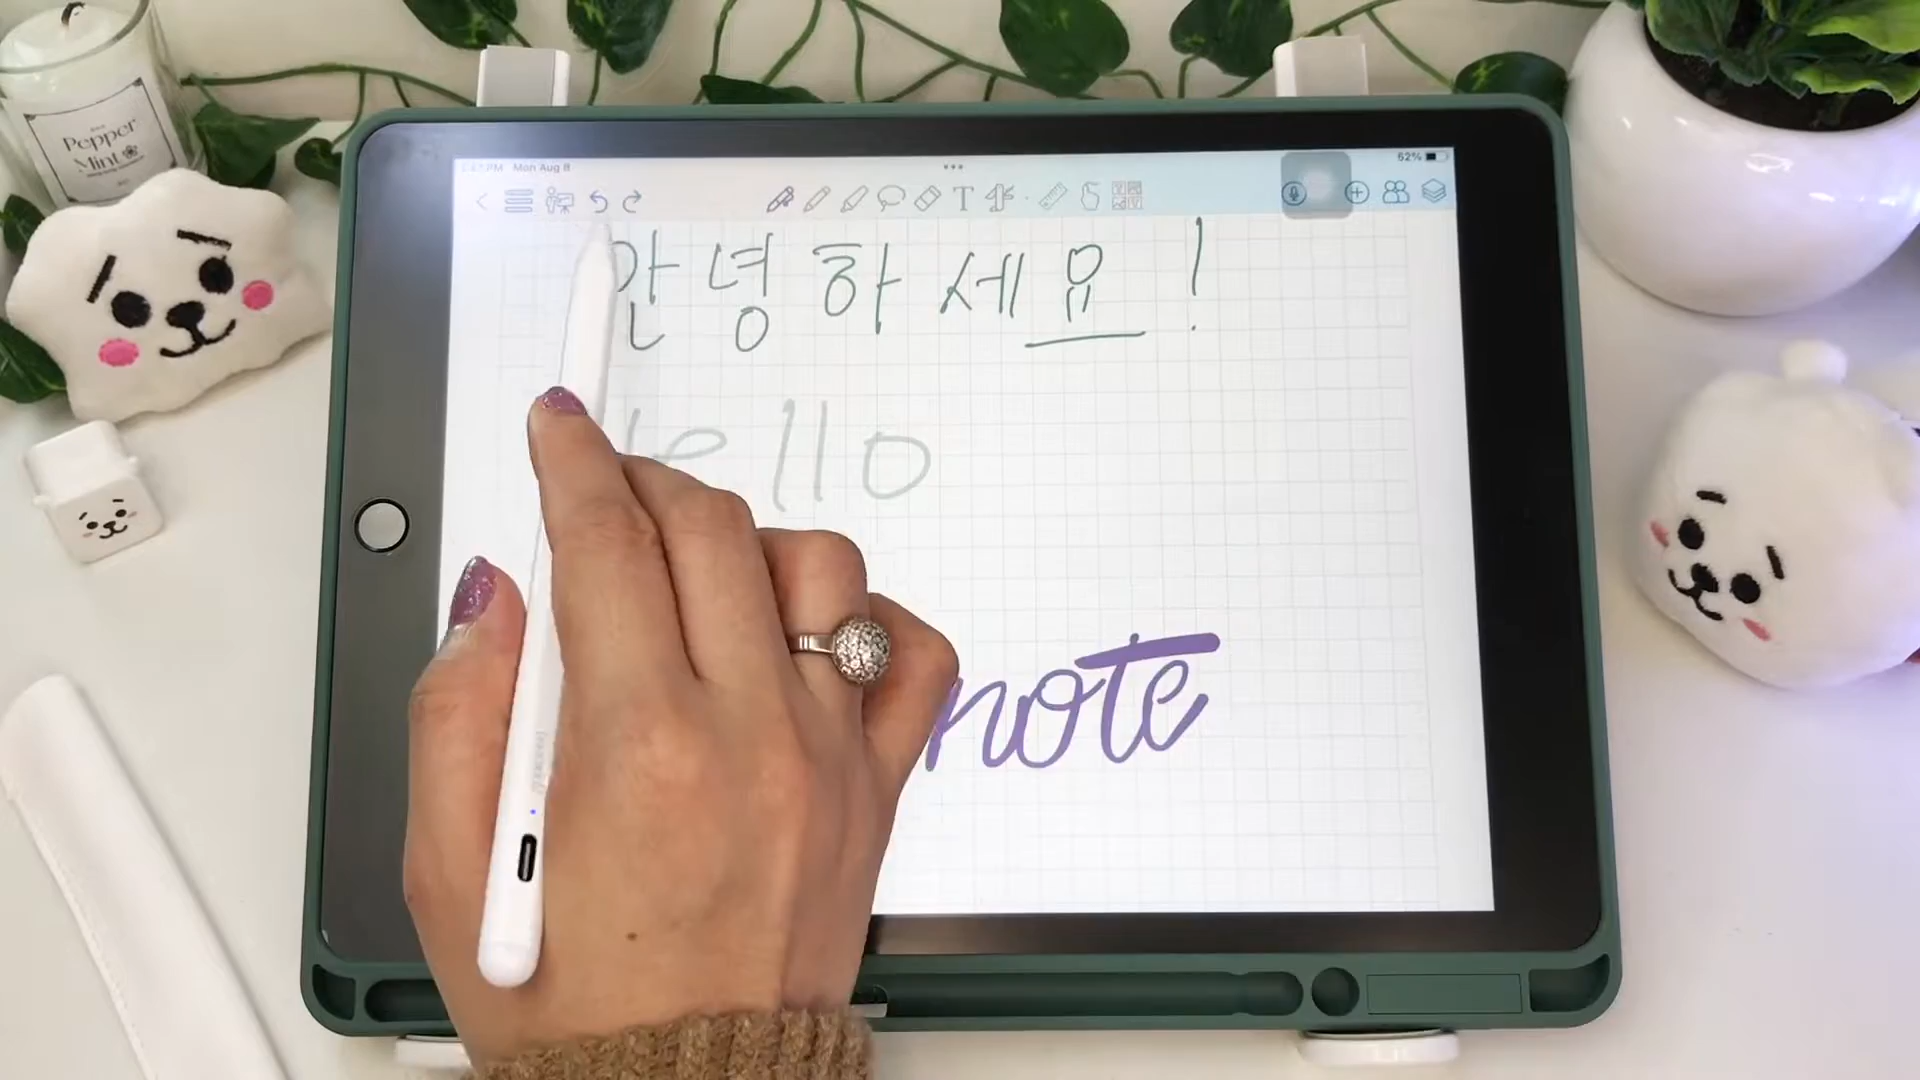 Pepper
Mint
Mon Aug 8
62%
T
안녕하세요!
ello
note